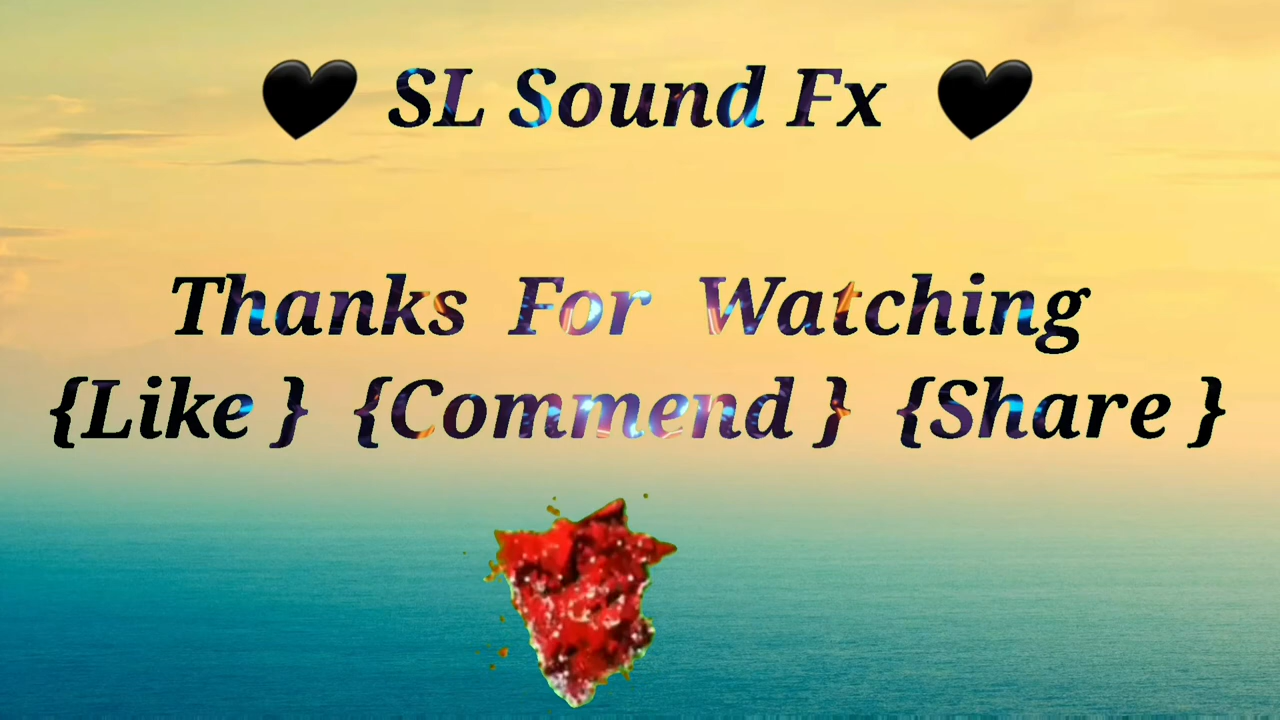 🖤 SL Sound Fx 🖤
Thanks For Watching
{Like } {Commend } {Share }